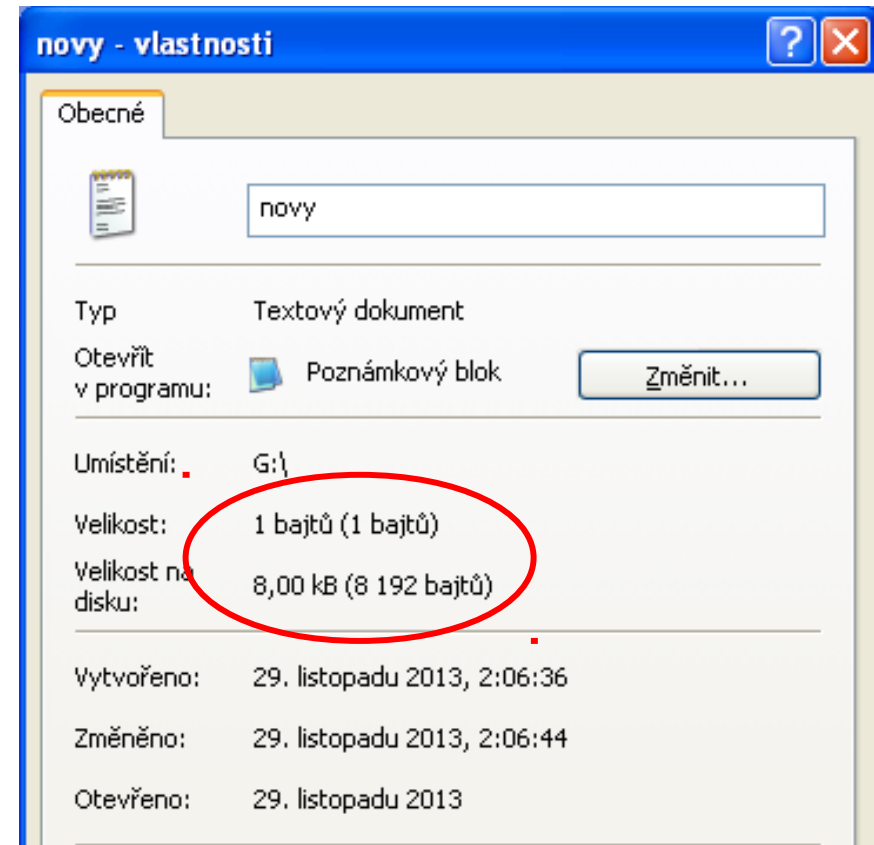 novy - vlastnosti
Obecné
novy
Typ Textový dokument
Otevřít
v programu: Poznámkový blok Změnit...
Umístění: G:\
Velikost: 1 bajtů (1 bajtů)
Velikost na
disku: 8,00 kB (8 192 bajtů)
Vytvořeno: 29. listopadu 2013, 2:06:36
Změněno: 29. listopadu 2013, 2:06:44
Otevřeno: 29. listopadu 2013